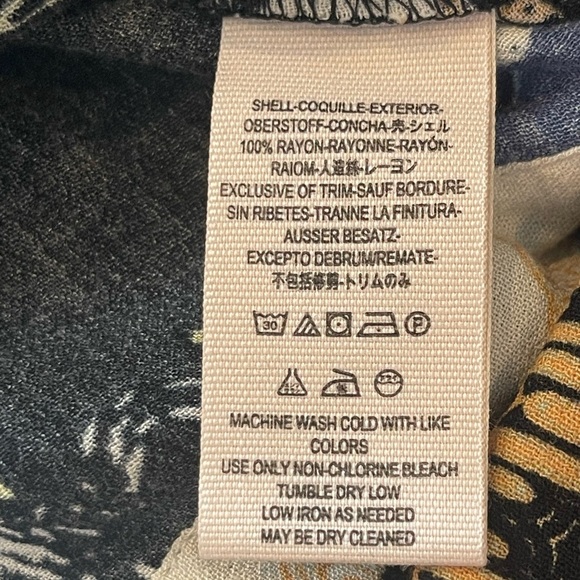 SHELL-COQUILLE-EXTERIOR-
OBERSTOFF-CONCHA-売-シェル
100% RAYON-RAYONNE-RAYÓN-
RAIOM-人造絲-レーヨン
EXCLUSIVE OF TRIM-SAUF BORDURE-
SIN RIBETES-TRANNE LA FINITURA-
AUSSER BESATZ-
EXCEPTO DEBRUM/REMATE-
不包括修剪-トリムのみ
30 P
MACHINE WASH COLD WITH LIKE
COLORS
USE ONLY NON-CHLORINE BLEACH
TUMBLE DRY LOW
LOW IRON AS NEEDED
MAY BE DRY CLEANED